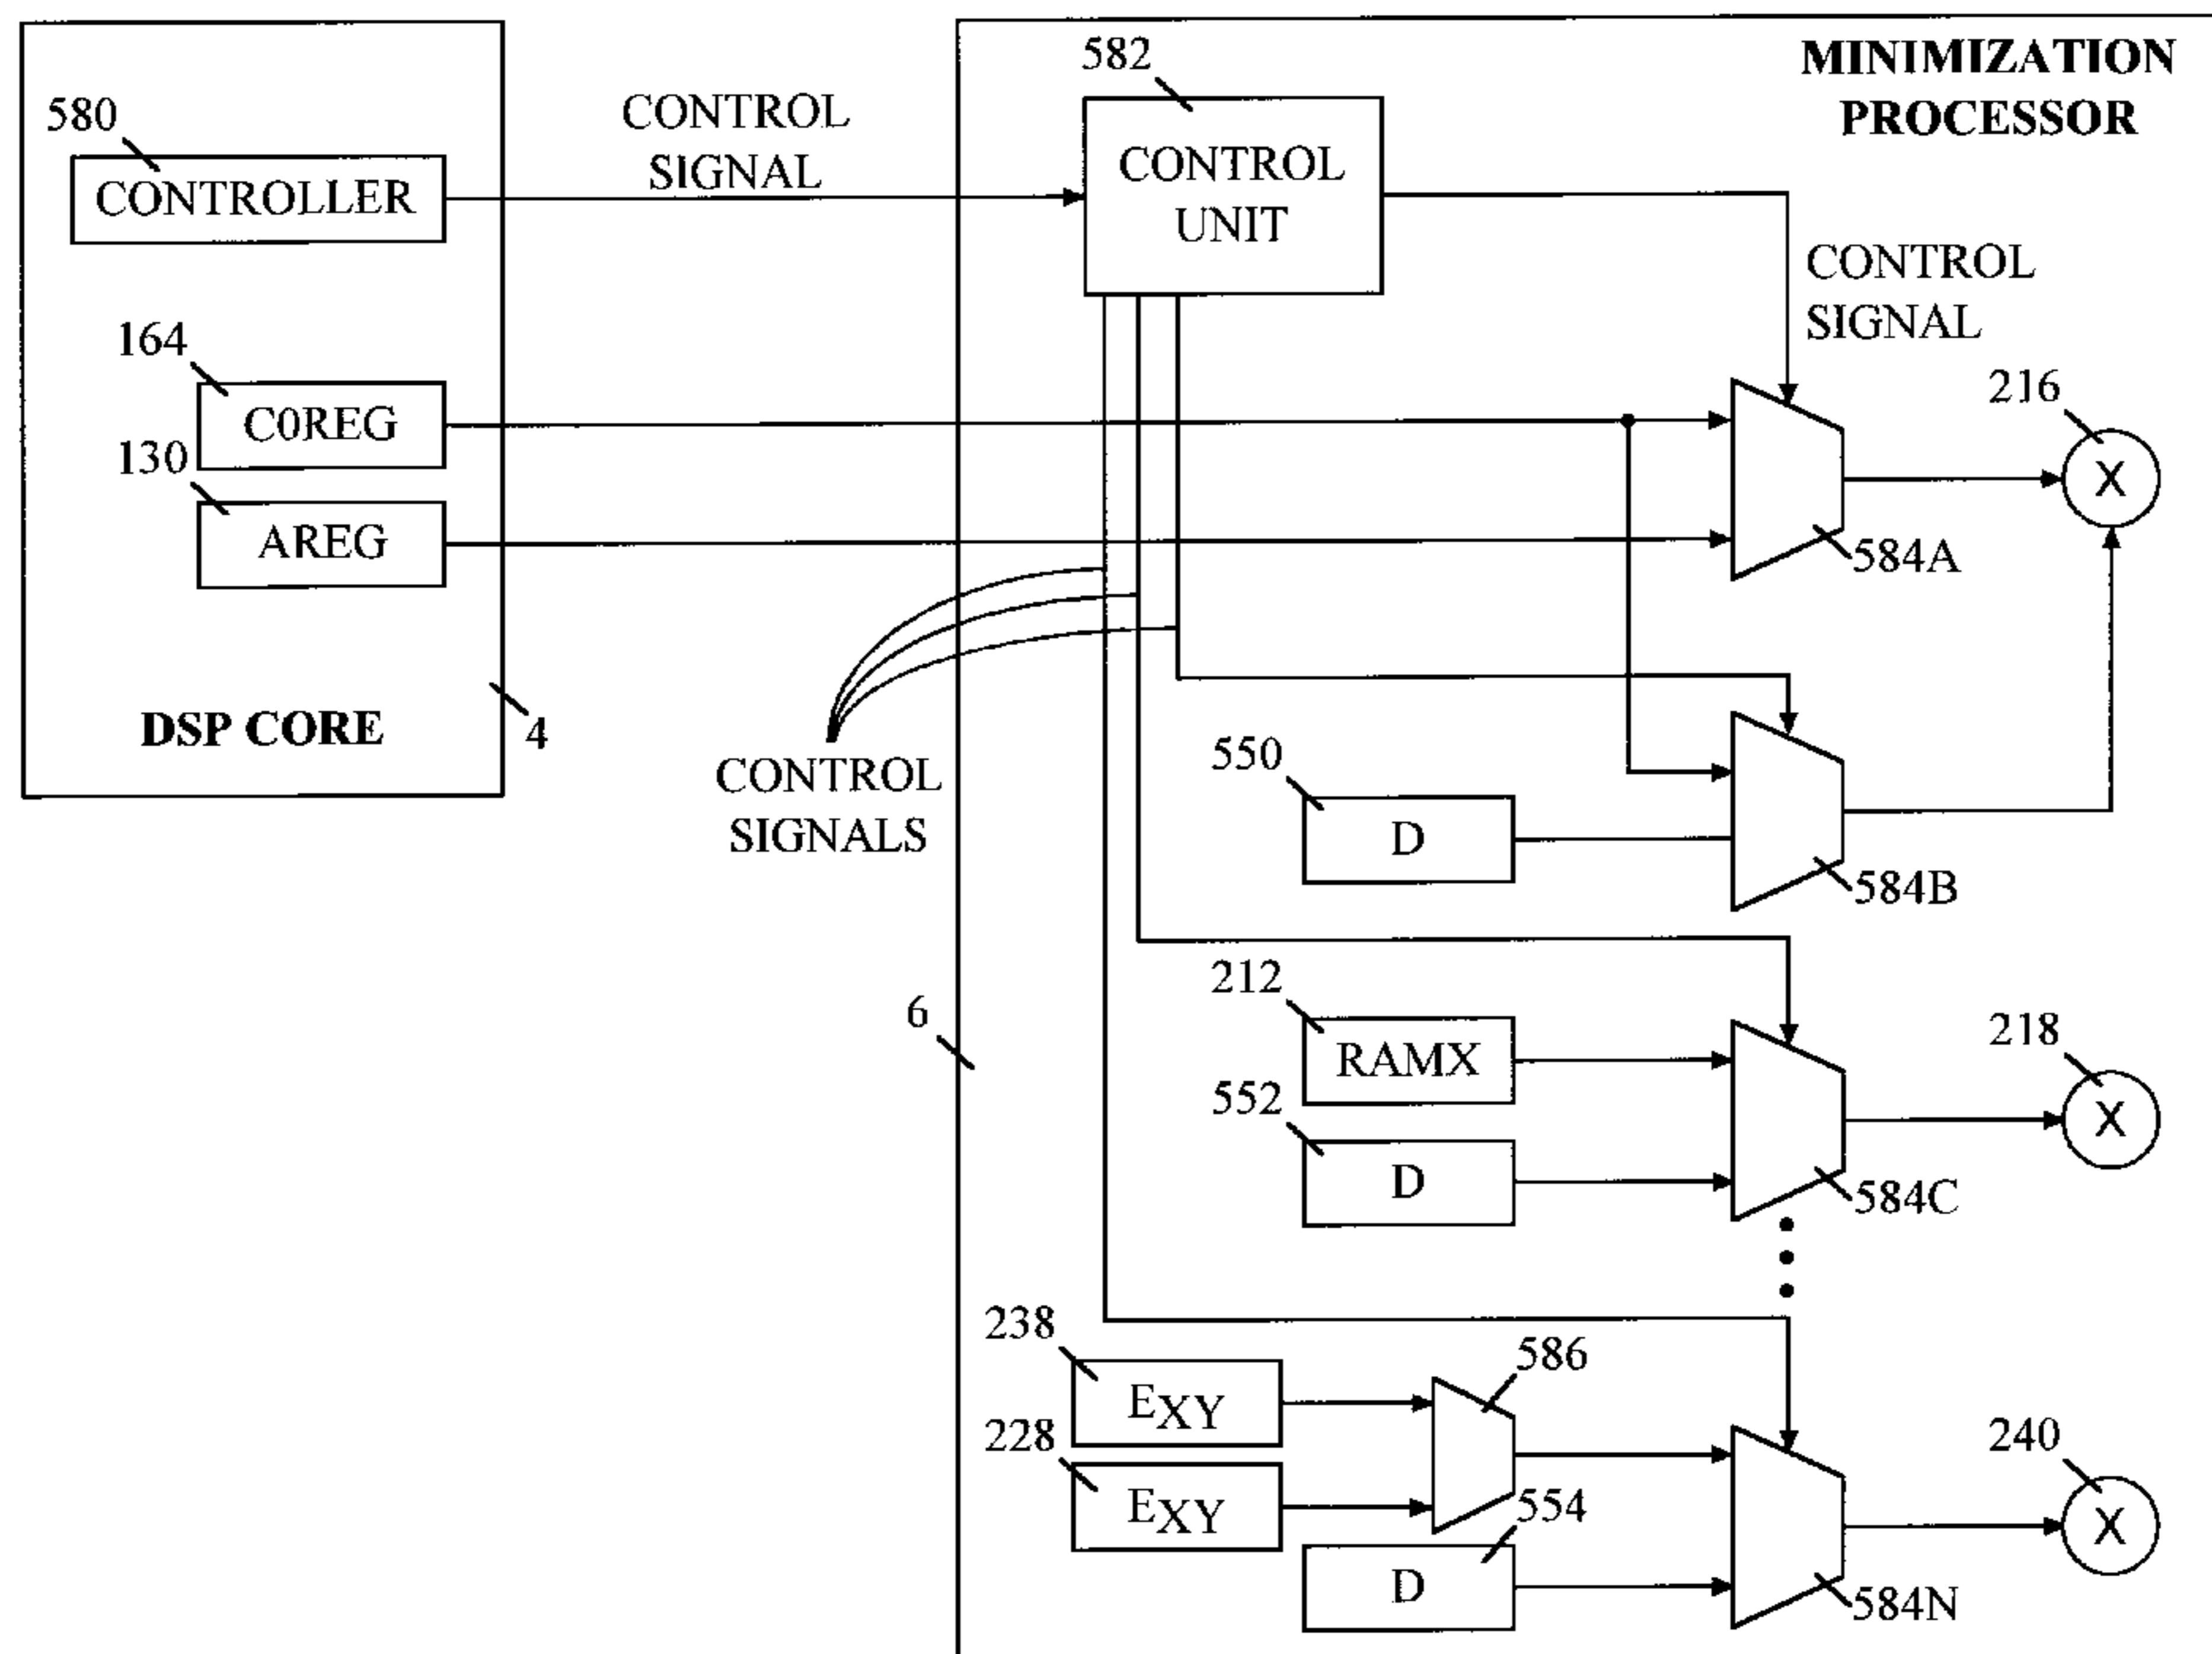 MINIMIZATION
PROCESSOR
582
580
CONTROL
SIGNAL
CONTROLLER
CONTROL
UNIT
CONTROL
SIGNAL
164
C0REG
130
AREG
216
X
584A
DSP CORE
4
CONTROL
SIGNALS
550
D
584B
6
212
RAMX
552
D
218
X
584C
238
EXY
228
EXY
586
554
D
240
X
584N